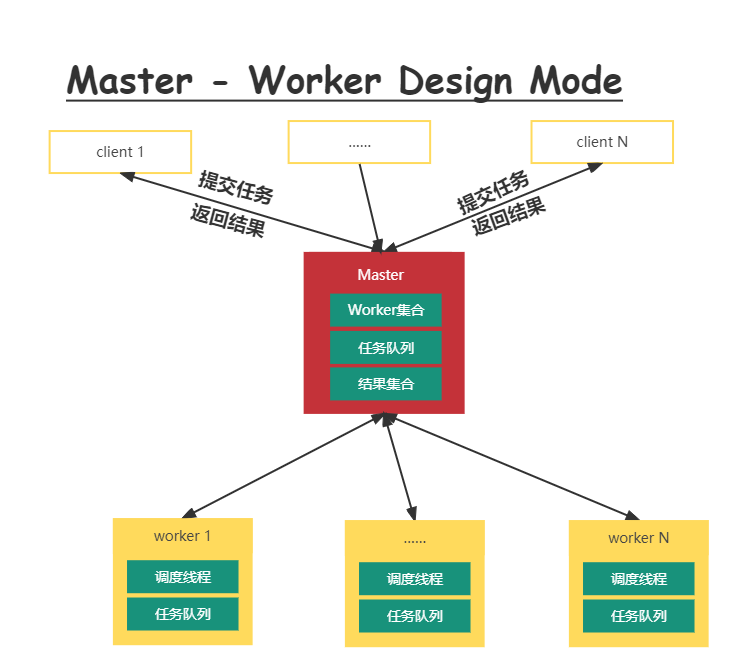 Master - Worker Design Mode
client 1
......
client N
提交任务
返回结果
提交任务
返回结果
Master
Worker集合
任务队列
结果集合
worker 1
调度线程
任务队列
......
调度线程
任务队列
worker N
调度线程
任务队列